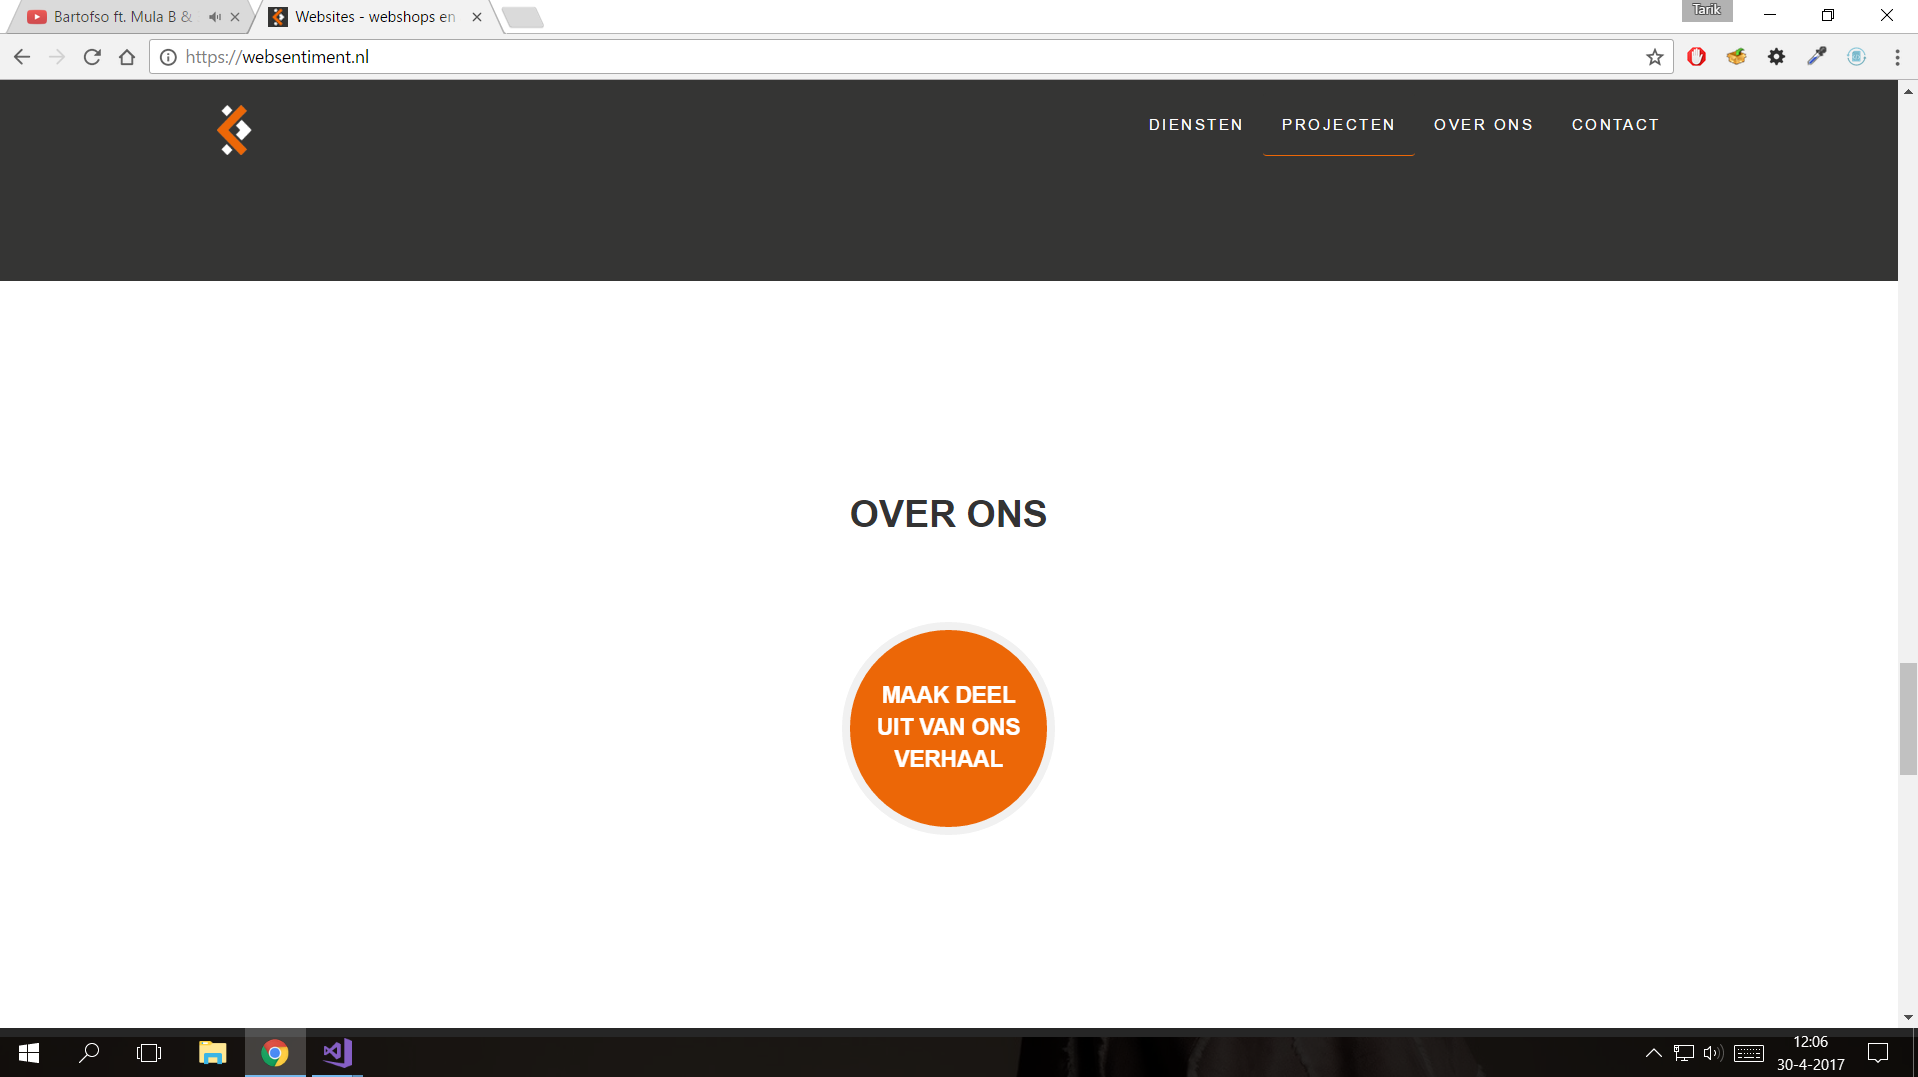 Bartofso ft. Mula B &
Websites - webshops en
Tarik
https://websentiment.nl
DIENSTEN
PROJECTEN
OVER ONS
CONTACT
OVER ONS
MAAK DEEL
UIT VAN ONS
VERHAAL
12:06
30-4-2017